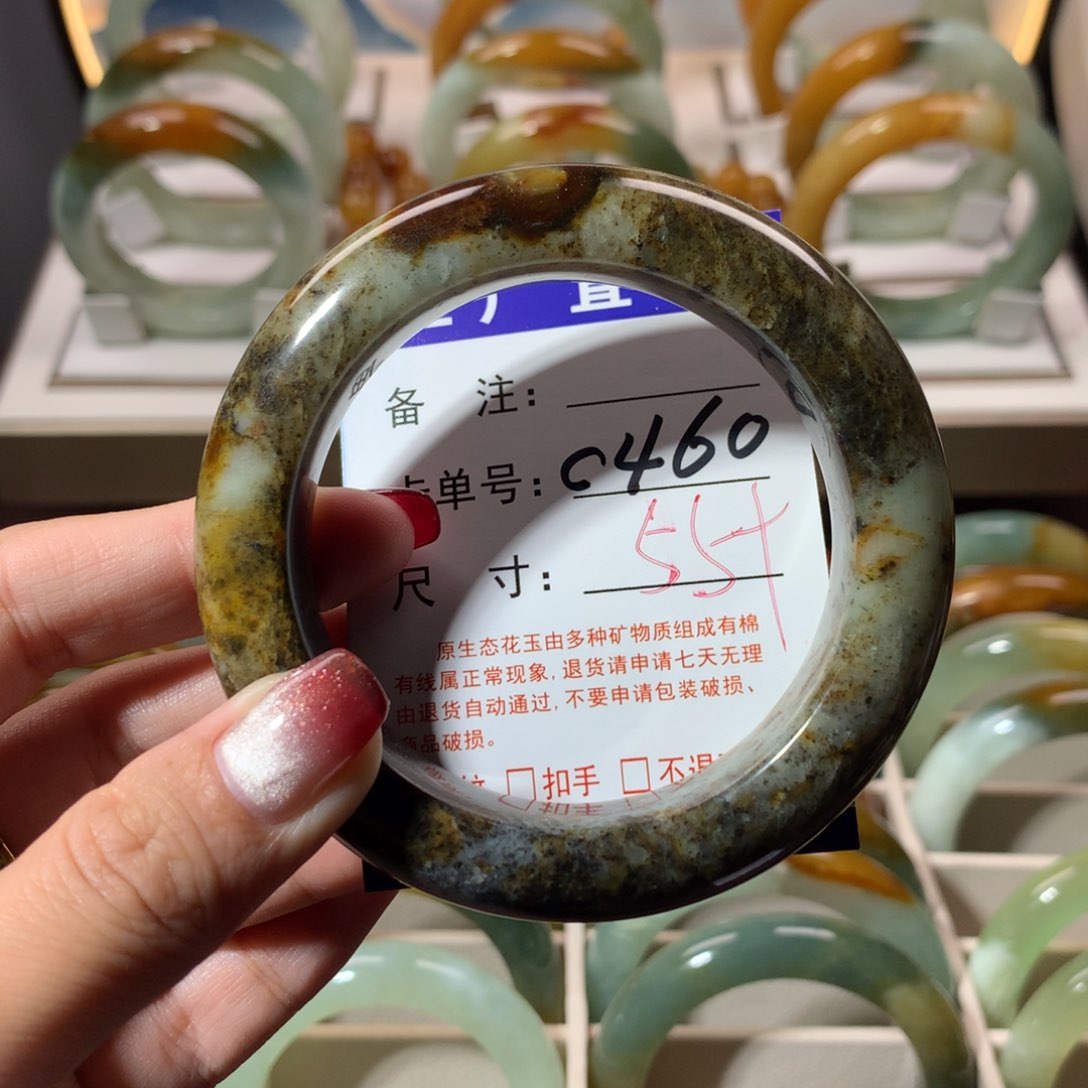 厂 直
备 注:
卡单号: C460
尺 寸: 55+
原生态花玉由多种矿物质组成有棉
有线属正常现象,退货请申请七天无理
由退货自动通过,不要申请包装破损、
商品破损。
□扣手 □不退